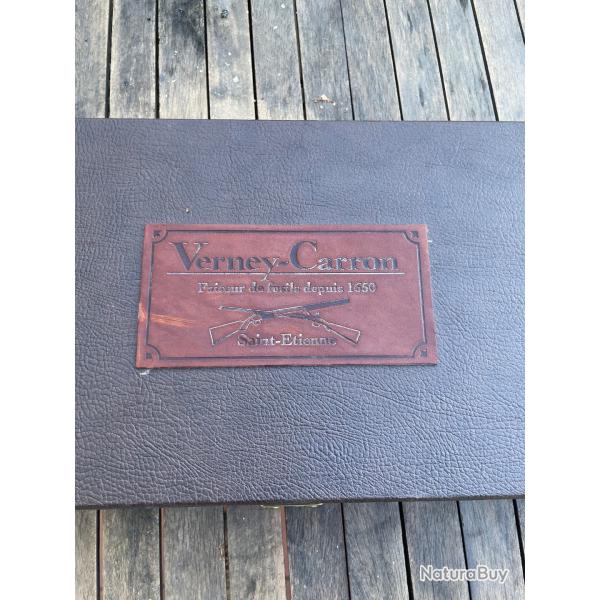 Verney-Carron
Faiseur de fusils depuis 1650
Saint-Etienne
NaturaBuy